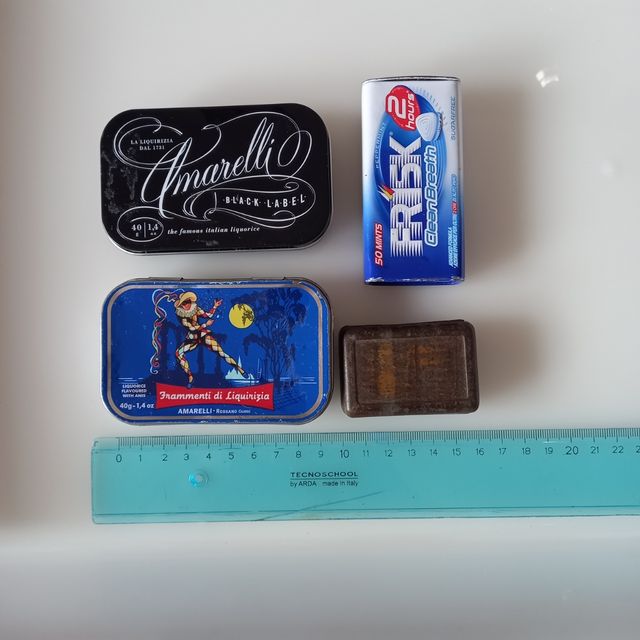 LA LIQUIRIZIA
DAL 1731
Amarelli
BLACK LABEL
40 g | 1,4
the famous italian liquorice
2 hours
SUGARFREE
FRISK
CleanBreath
50 MINTS
ADVANCED FORMULA
LIQUORICE
FLAVOURED
WITH ANIS
Frammenti di Liquirizia
40g - 1,4 oz
AMARELLI - ROSSANO
0 1 2 3 4 5 6 7 8 9 10 11 12 13 14 15 16 17 18 19 20 21 22
TECNOSCHOOL
by ARDA made in Italy